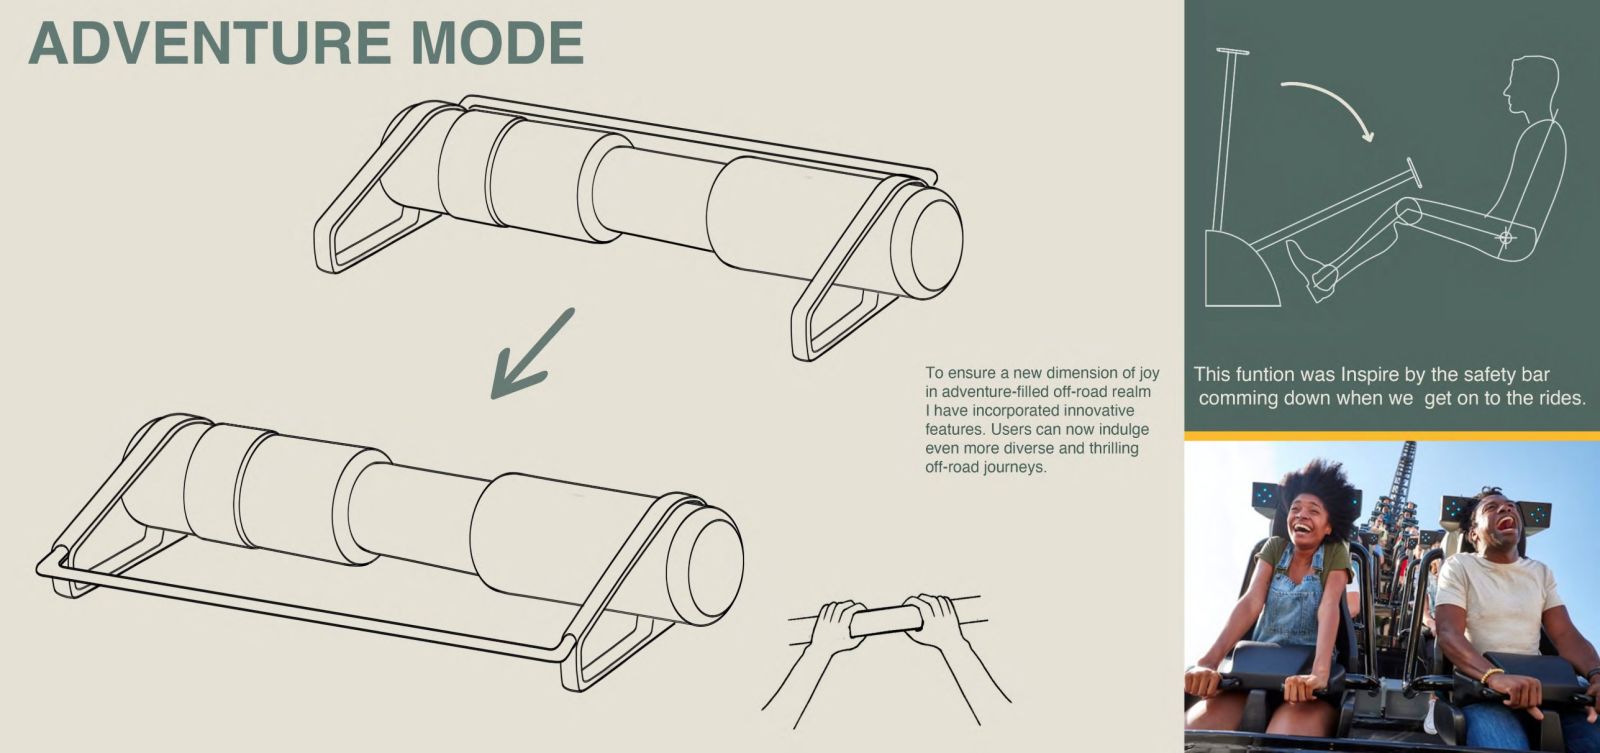 ADVENTURE MODE
To ensure a new dimension of joy
in adventure-filled off-road realm
I have incorporated innovative
features. Users can now indulge
even more diverse and thrilling
off-road journeys.
This funtion was Inspire by the safety bar
comming down when we get on to the rides.